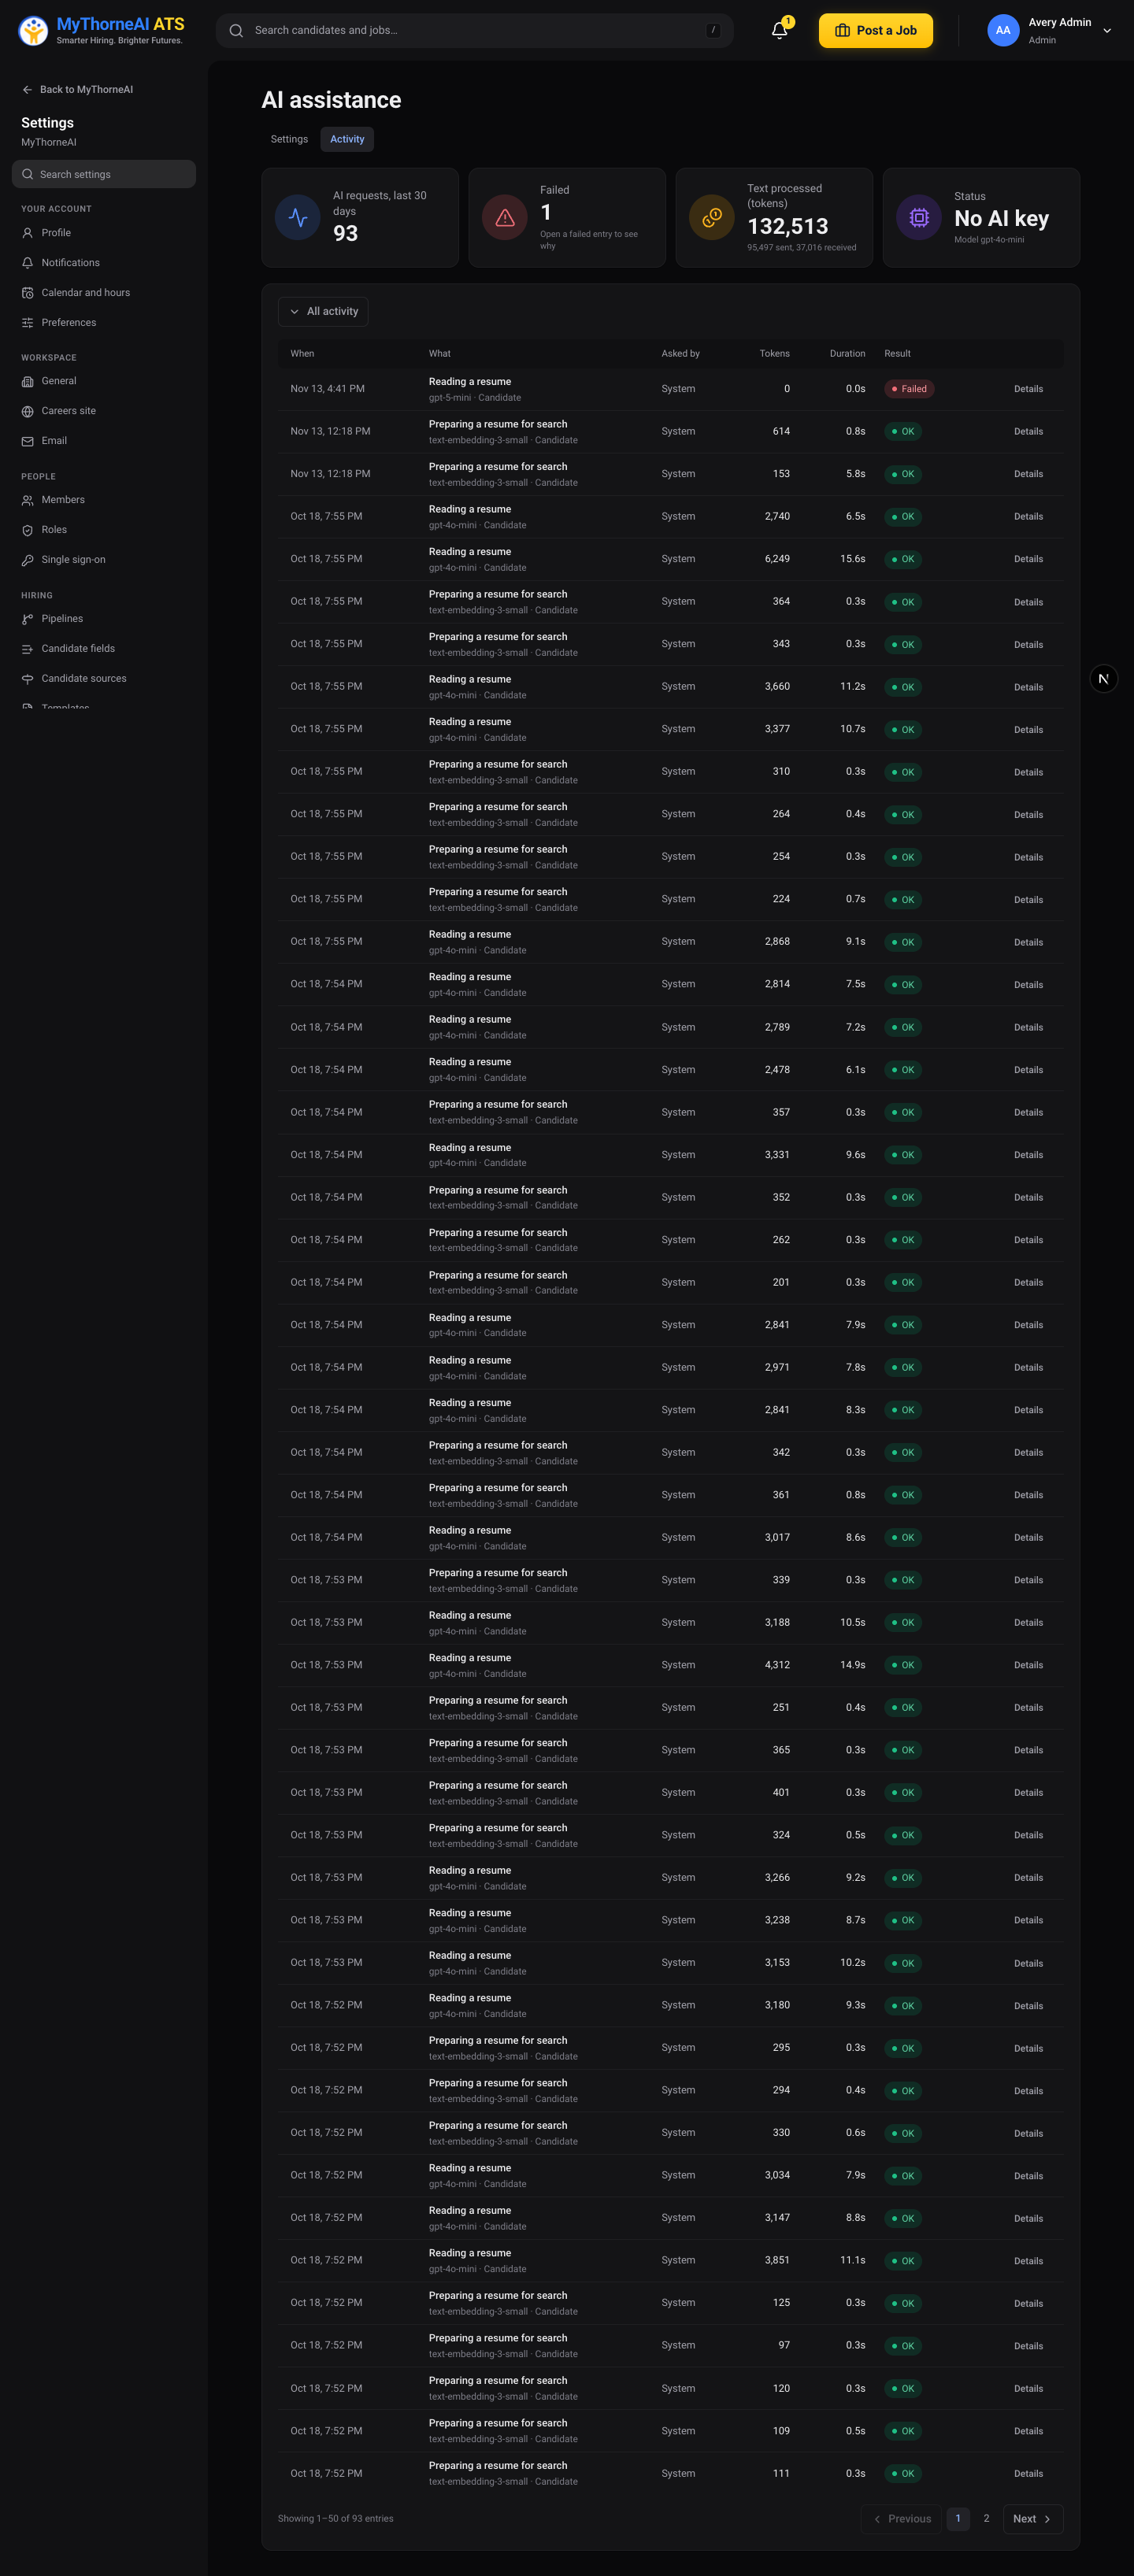 MyThorneAI ATS
Smarter Hiring. Brighter Futures.
Search candidates and jobs...
/
1
Post a Job
AA
Avery Admin
Admin
Back to MyThorneAI
Settings
MyThorneAI
Search settings
YOUR ACCOUNT
Profile
Notifications
Calendar and hours
Preferences
WORKSPACE
General
Careers site
Email
PEOPLE
Members
Roles
Single sign-on
HIRING
Pipelines
Candidate fields
Candidate sources
Templates
AI assistance
Settings Activity
AI requests, last 30 days
93
Failed
1
Open a failed entry to see why
Text processed (tokens)
132,513
95,497 sent, 37,016 received
Status
No AI key
Model gpt-4o-mini
All activity
When What Asked by Tokens Duration Result
Nov 13, 4:41 PM Reading a resume System 0 0.0s Failed Details
gpt-5-mini · Candidate
Nov 13, 12:18 PM Preparing a resume for search System 614 0.8s OK Details
text-embedding-3-small · Candidate
Nov 13, 12:18 PM Preparing a resume for search System 153 5.8s OK Details
text-embedding-3-small · Candidate
Oct 18, 7:55 PM Reading a resume System 2,740 6.5s OK Details
gpt-4o-mini · Candidate
Oct 18, 7:55 PM Reading a resume System 6,249 15.6s OK Details
gpt-4o-mini · Candidate
Oct 18, 7:55 PM Preparing a resume for search System 364 0.3s OK Details
text-embedding-3-small · Candidate
Oct 18, 7:55 PM Preparing a resume for search System 343 0.3s OK Details
text-embedding-3-small · Candidate
Oct 18, 7:55 PM Reading a resume System 3,660 11.2s OK Details
gpt-4o-mini · Candidate
Oct 18, 7:55 PM Reading a resume System 3,377 10.7s OK Details
gpt-4o-mini · Candidate
Oct 18, 7:55 PM Preparing a resume for search System 310 0.3s OK Details
text-embedding-3-small · Candidate
Oct 18, 7:55 PM Preparing a resume for search System 264 0.4s OK Details
text-embedding-3-small · Candidate
Oct 18, 7:55 PM Preparing a resume for search System 254 0.3s OK Details
text-embedding-3-small · Candidate
Oct 18, 7:55 PM Preparing a resume for search System 224 0.7s OK Details
text-embedding-3-small · Candidate
Oct 18, 7:55 PM Reading a resume System 2,868 9.1s OK Details
gpt-4o-mini · Candidate
Oct 18, 7:54 PM Reading a resume System 2,814 7.5s OK Details
gpt-4o-mini · Candidate
Oct 18, 7:54 PM Reading a resume System 2,789 7.2s OK Details
gpt-4o-mini · Candidate
Oct 18, 7:54 PM Reading a resume System 2,478 6.1s OK Details
gpt-4o-mini · Candidate
Oct 18, 7:54 PM Preparing a resume for search System 357 0.3s OK Details
text-embedding-3-small · Candidate
Oct 18, 7:54 PM Reading a resume System 3,331 9.6s OK Details
gpt-4o-mini · Candidate
Oct 18, 7:54 PM Preparing a resume for search System 352 0.3s OK Details
text-embedding-3-small · Candidate
Oct 18, 7:54 PM Preparing a resume for search System 262 0.3s OK Details
text-embedding-3-small · Candidate
Oct 18, 7:54 PM Preparing a resume for search System 201 0.3s OK Details
text-embedding-3-small · Candidate
Oct 18, 7:54 PM Reading a resume System 2,841 7.9s OK Details
gpt-4o-mini · Candidate
Oct 18, 7:54 PM Reading a resume System 2,971 7.8s OK Details
gpt-4o-mini · Candidate
Oct 18, 7:54 PM Reading a resume System 2,841 8.3s OK Details
gpt-4o-mini · Candidate
Oct 18, 7:54 PM Preparing a resume for search System 342 0.3s OK Details
text-embedding-3-small · Candidate
Oct 18, 7:54 PM Preparing a resume for search System 361 0.8s OK Details
text-embedding-3-small · Candidate
Oct 18, 7:54 PM Reading a resume System 3,017 8.6s OK Details
gpt-4o-mini · Candidate
Oct 18, 7:53 PM Preparing a resume for search System 339 0.3s OK Details
text-embedding-3-small · Candidate
Oct 18, 7:53 PM Reading a resume System 3,188 10.5s OK Details
gpt-4o-mini · Candidate
Oct 18, 7:53 PM Reading a resume System 4,312 14.9s OK Details
gpt-4o-mini · Candidate
Oct 18, 7:53 PM Preparing a resume for search System 251 0.4s OK Details
text-embedding-3-small · Candidate
Oct 18, 7:53 PM Preparing a resume for search System 365 0.3s OK Details
text-embedding-3-small · Candidate
Oct 18, 7:53 PM Preparing a resume for search System 401 0.3s OK Details
text-embedding-3-small · Candidate
Oct 18, 7:53 PM Preparing a resume for search System 324 0.5s OK Details
text-embedding-3-small · Candidate
Oct 18, 7:53 PM Reading a resume System 3,266 9.2s OK Details
gpt-4o-mini · Candidate
Oct 18, 7:53 PM Reading a resume System 3,238 8.7s OK Details
gpt-4o-mini · Candidate
Oct 18, 7:53 PM Reading a resume System 3,153 10.2s OK Details
gpt-4o-mini · Candidate
Oct 18, 7:52 PM Reading a resume System 3,180 9.3s OK Details
gpt-4o-mini · Candidate
Oct 18, 7:52 PM Preparing a resume for search System 295 0.3s OK Details
text-embedding-3-small · Candidate
Oct 18, 7:52 PM Preparing a resume for search System 294 0.4s OK Details
text-embedding-3-small · Candidate
Oct 18, 7:52 PM Preparing a resume for search System 330 0.6s OK Details
text-embedding-3-small · Candidate
Oct 18, 7:52 PM Reading a resume System 3,034 7.9s OK Details
gpt-4o-mini · Candidate
Oct 18, 7:52 PM Reading a resume System 3,147 8.8s OK Details
gpt-4o-mini · Candidate
Oct 18, 7:52 PM Reading a resume System 3,851 11.1s OK Details
gpt-4o-mini · Candidate
Oct 18, 7:52 PM Preparing a resume for search System 125 0.3s OK Details
text-embedding-3-small · Candidate
Oct 18, 7:52 PM Preparing a resume for search System 97 0.3s OK Details
text-embedding-3-small · Candidate
Oct 18, 7:52 PM Preparing a resume for search System 120 0.3s OK Details
text-embedding-3-small · Candidate
Oct 18, 7:52 PM Preparing a resume for search System 109 0.5s OK Details
text-embedding-3-small · Candidate
Oct 18, 7:52 PM Preparing a resume for search System 111 0.3s OK Details
text-embedding-3-small · Candidate
Showing 1–50 of 93 entries Previous 1 2 Next
N